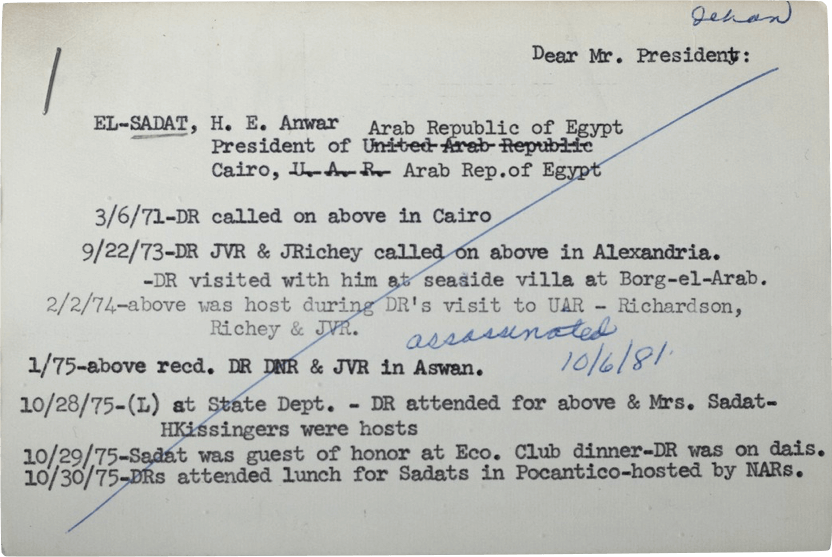 Jehan
Dear Mr. President:
EL-SADAT, H. E. Anwar Arab Republic of Egypt
President of United Arab Republic
Cairo, U. A. R. Arab Rep.of Egypt
3/6/71-DR called on above in Cairo
9/22/73-DR JVR & JRichey called on above in Alexandria.
-DR visited with him at seaside villa at Borg-el-Arab.
2/2/74-above was host during DR's visit to UAR - Richardson,
Richey & JVR.
assassinated
10/6/81
1/75-above recd. DR DNR & JVR in Aswan.
10/28/75-(L) at State Dept. - DR attended for above & Mrs. Sadat-
HKissingers were hosts
10/29/75-Sadat was guest of honor at Eco. Club dinner-DR was on dais.
10/30/75-DRs attended lunch for Sadats in Pocantico-hosted by NARs.